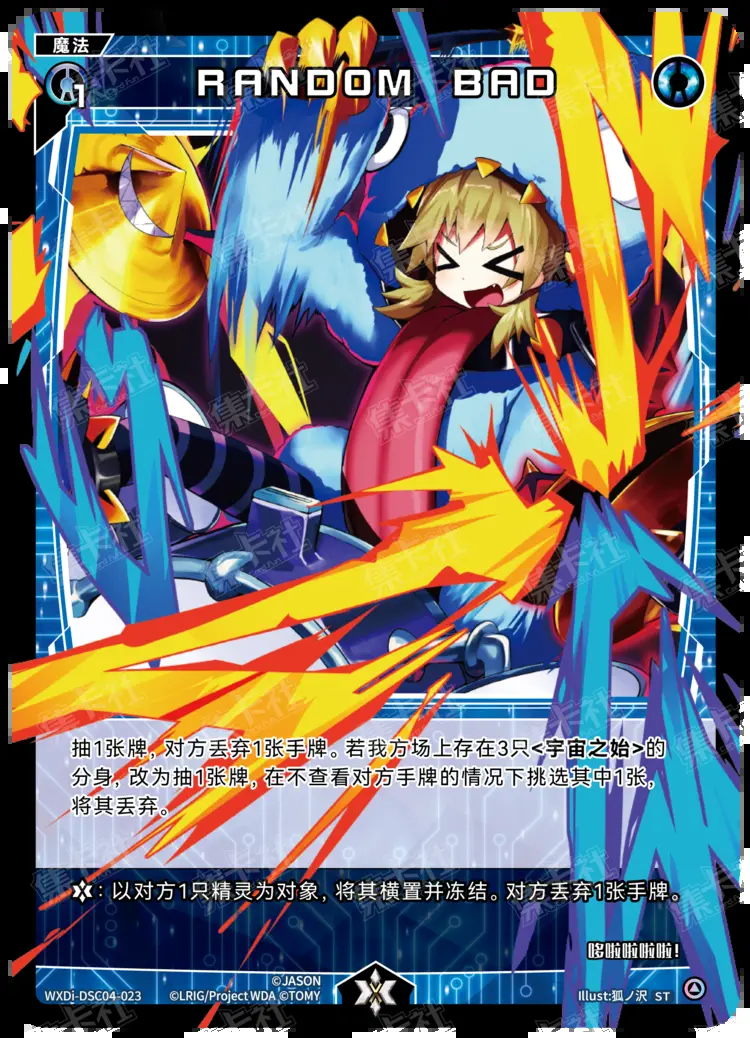 魔法
1
RANDOM BAD
抽1张牌, 对方丢弃1张手牌。若我方场上存在3只<宇宙之始>的
分身, 改为抽1张牌, 在不查看对方手牌的情况下挑选其中1张,
将其丢弃。
: 以对方1只精灵为对象, 将其横置并冻结。对方丢弃1张手牌。
哆啦啦啦啦!
©JASON
WXDi-DSC04-023 ©LRIG/Project WDA ©TOMY Illust:狐ノ沢 ST
集卡社